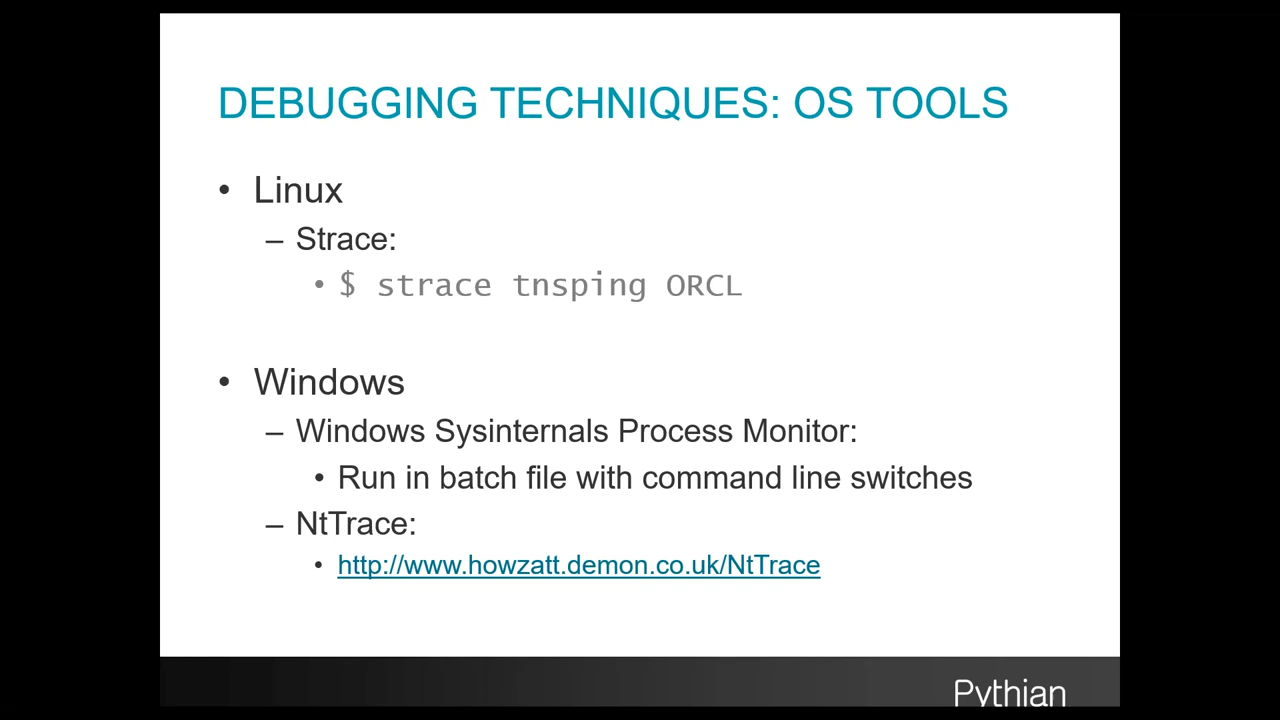 DEBUGGING TECHNIQUES: OS TOOLS
• Linux
– Strace:
• $ strace tnsping ORCL
• Windows
– Windows Sysinternals Process Monitor:
• Run in batch file with command line switches
– NtTrace:
• http://www.howzatt.demon.co.uk/NtTrace
Pythian